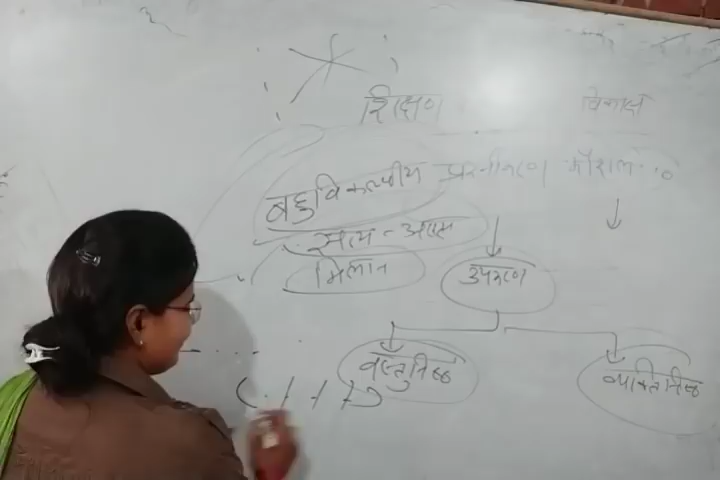 शिक्षण विकास
बहुविकल्पीय प्रश्नीकरण कौशल :-
सत्य - असत्य
मिलान
उपकरण
वस्तुनिष्ठ व्यक्तिनिष्ठ